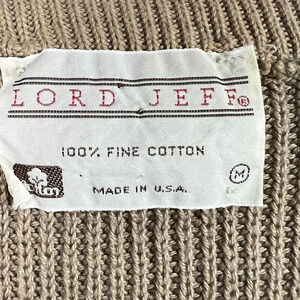 LORD JEFF®
100% FINE COTTON
MADE IN U.S.A.
M